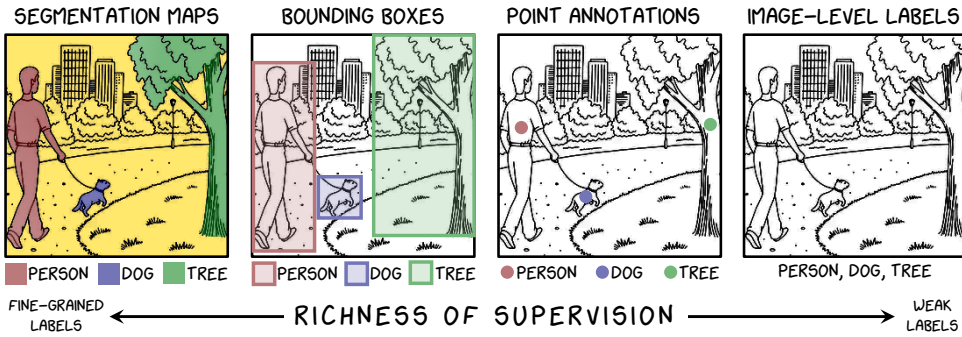 SEGMENTATION MAPS
BOUNDING BOXES
POINT ANNOTATIONS
IMAGE-LEVEL LABELS
PERSON DOG TREE
PERSON DOG TREE
PERSON DOG TREE
PERSON, DOG, TREE
FINE-GRAINED
LABELS
RICHNESS OF SUPERVISION
WEAK
LABELS